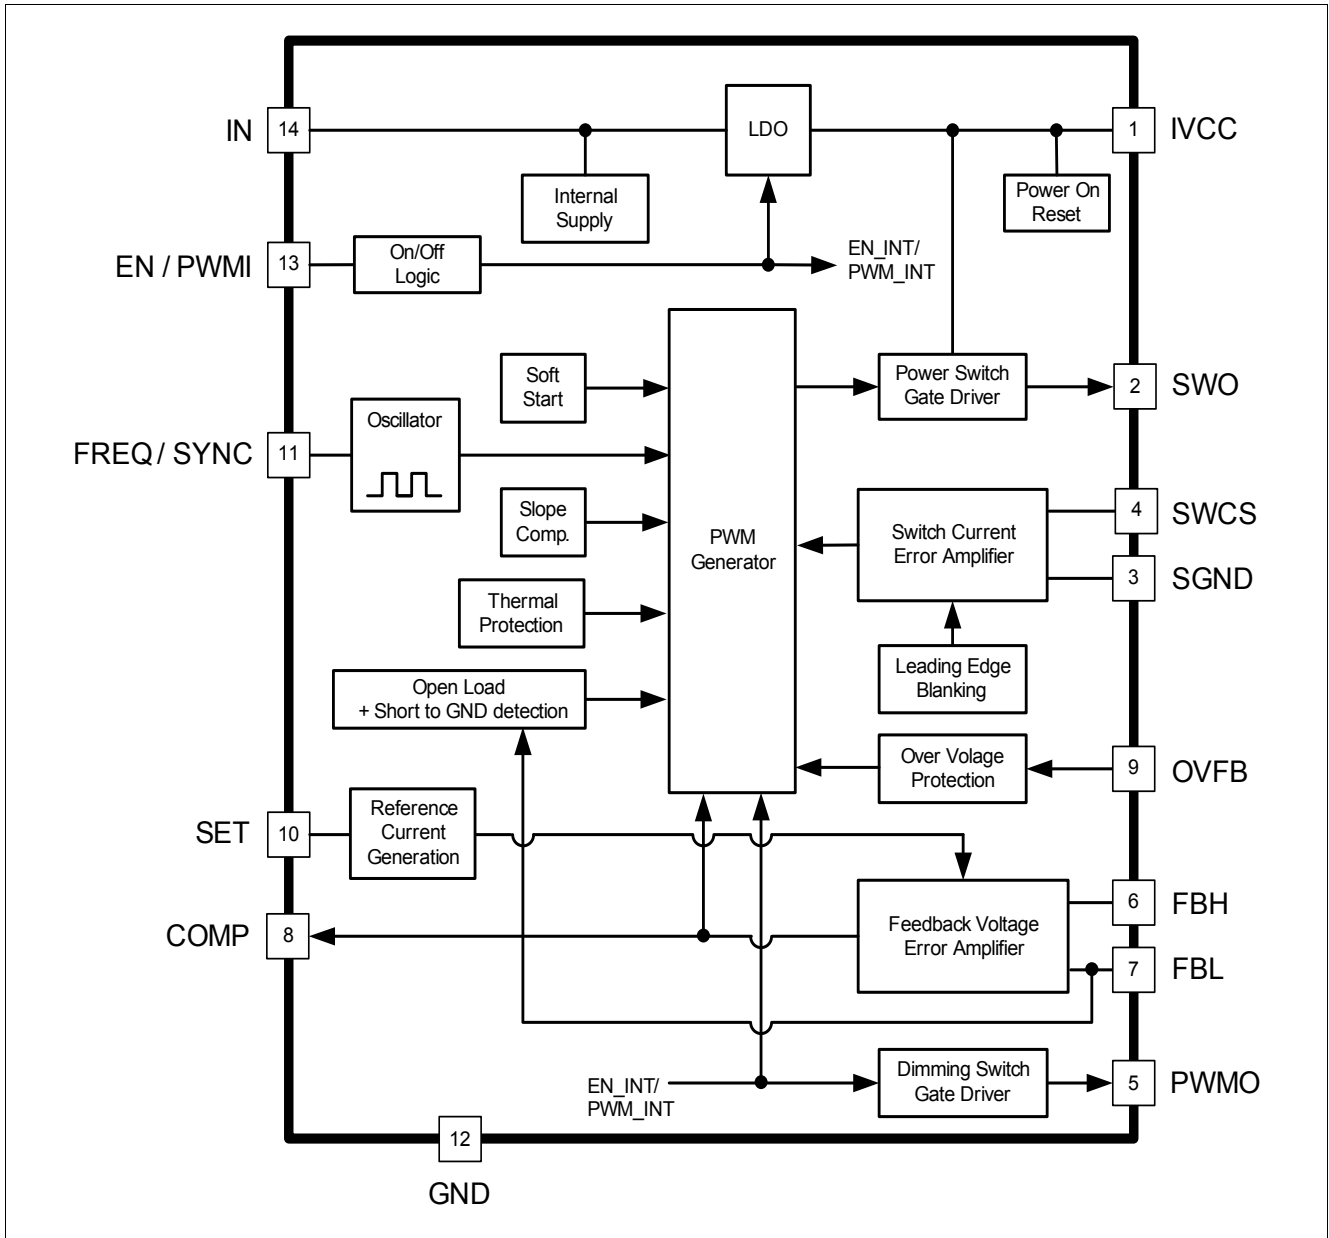 IN
14
LDO
1
IVCC
Internal
Supply
Power On
Reset
EN / PWMI
13
On/Off
Logic
EN_INT/
PWM_INT
Soft
Start
Power Switch
Gate Driver
2
SWO
FREQ / SYNC
11
Oscillator
Slope
Comp.
PWM
Generator
Switch Current
Error Amplifier
4
SWCS
3
SGND
Thermal
Protection
Leading Edge
Blanking
Open Load
+ Short to GND detection
Over Volage
Protection
9
OVFB
SET
10
Reference
Current
Generation
COMP
8
Feedback Voltage
Error Amplifier
6
FBH
7
FBL
EN_INT/
PWM_INT
Dimming Switch
Gate Driver
5
PWMO
12
GND